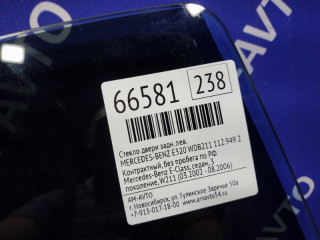 АВТО
66581 238
Стекло двери задн.лев.
MERCEDES-BENZ E320 WDB211 112.949 2
Контрактный, без пробега по РФ.
Mercedes-Benz E-Class, седан, 3
поколение, W211 (03.2002 - 08.2006)
АМ-АВТО
г. Новосибирск, ул. Тулинское Заречье 50а
+7-913-017-18-00 www.amavto54.ru